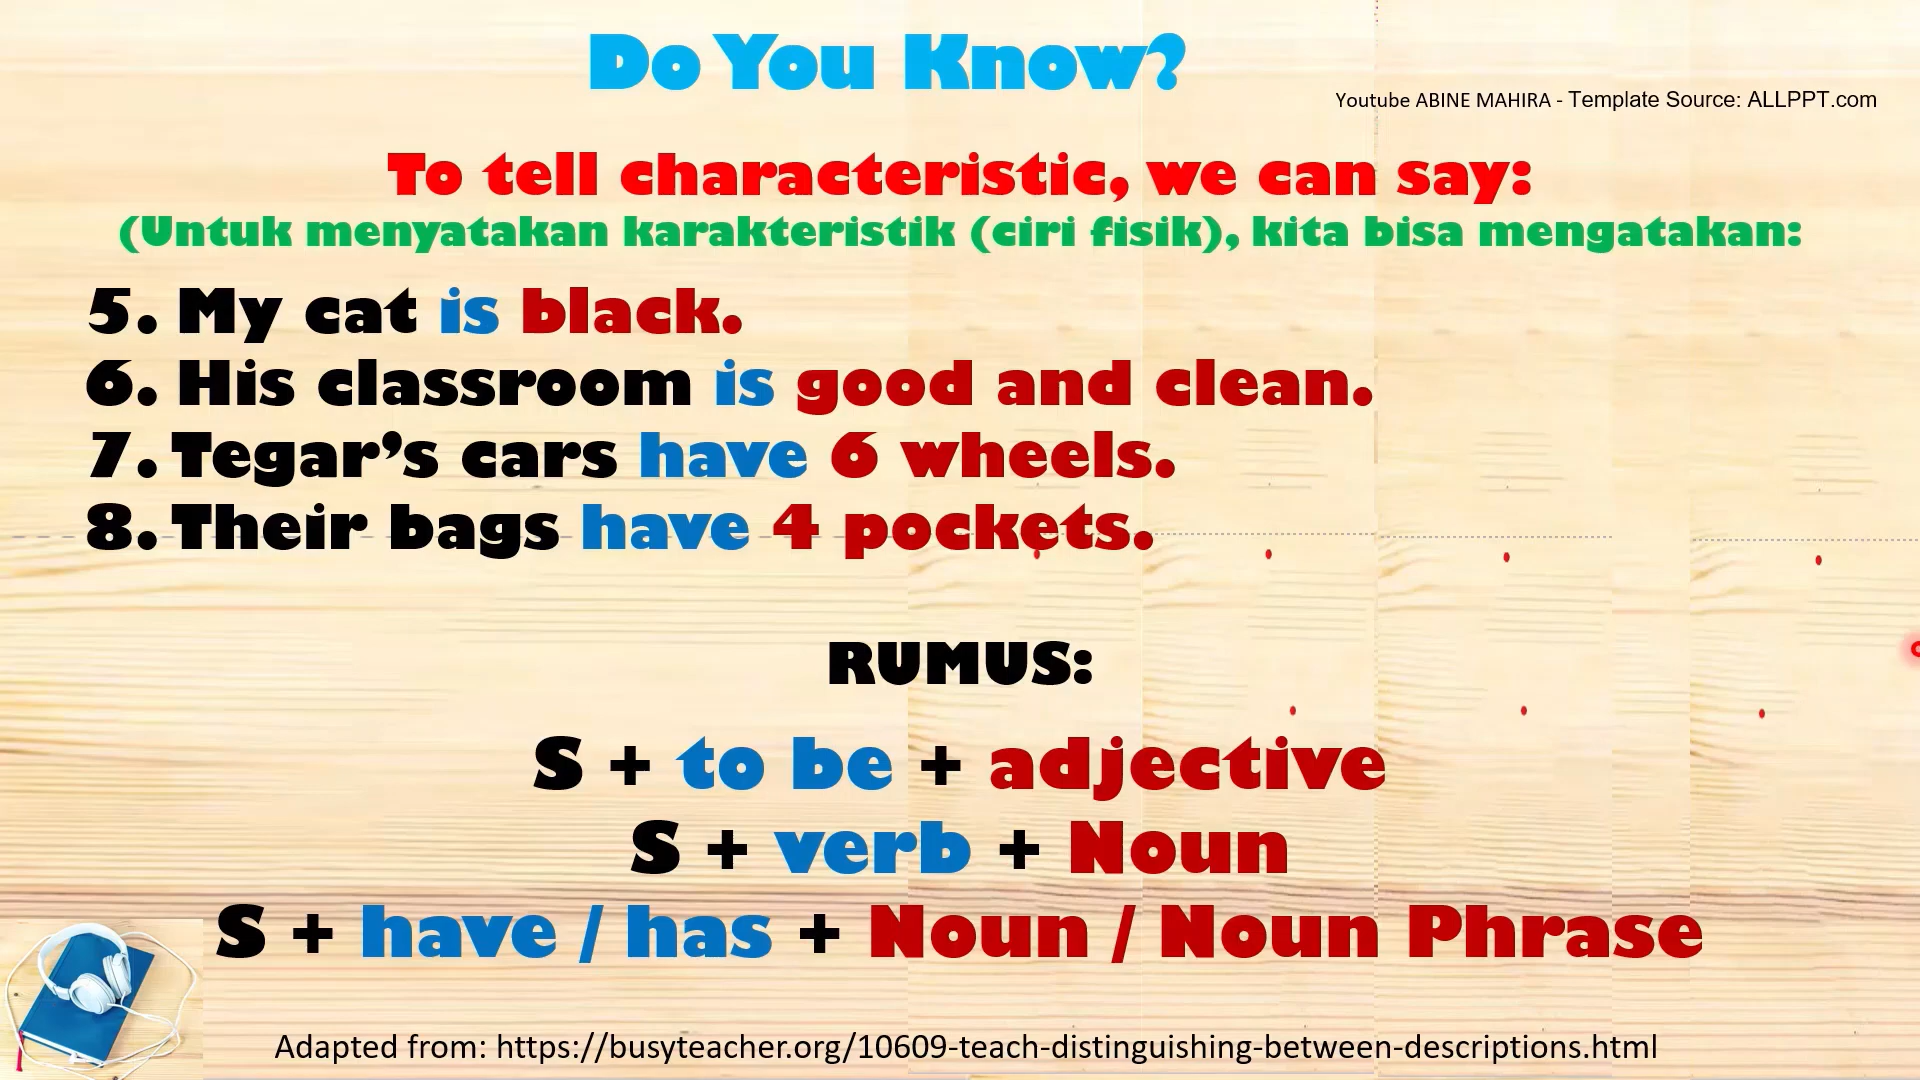 Do You Know?
Youtube ABINE MAHIRA - Template Source: ALLPPT.com
To tell characteristic, we can say:
(Untuk menyatakan karakteristik (ciri fisik), kita bisa mengatakan:
5. My cat is black.
6. His classroom is good and clean.
7. Tegar’s cars have 6 wheels.
8. Their bags have 4 pockets.
RUMUS:
S + to be + adjective
S + verb + Noun
S + have / has + Noun / Noun Phrase
Adapted from: https://busyteacher.org/10609-teach-distinguishing-between-descriptions.html